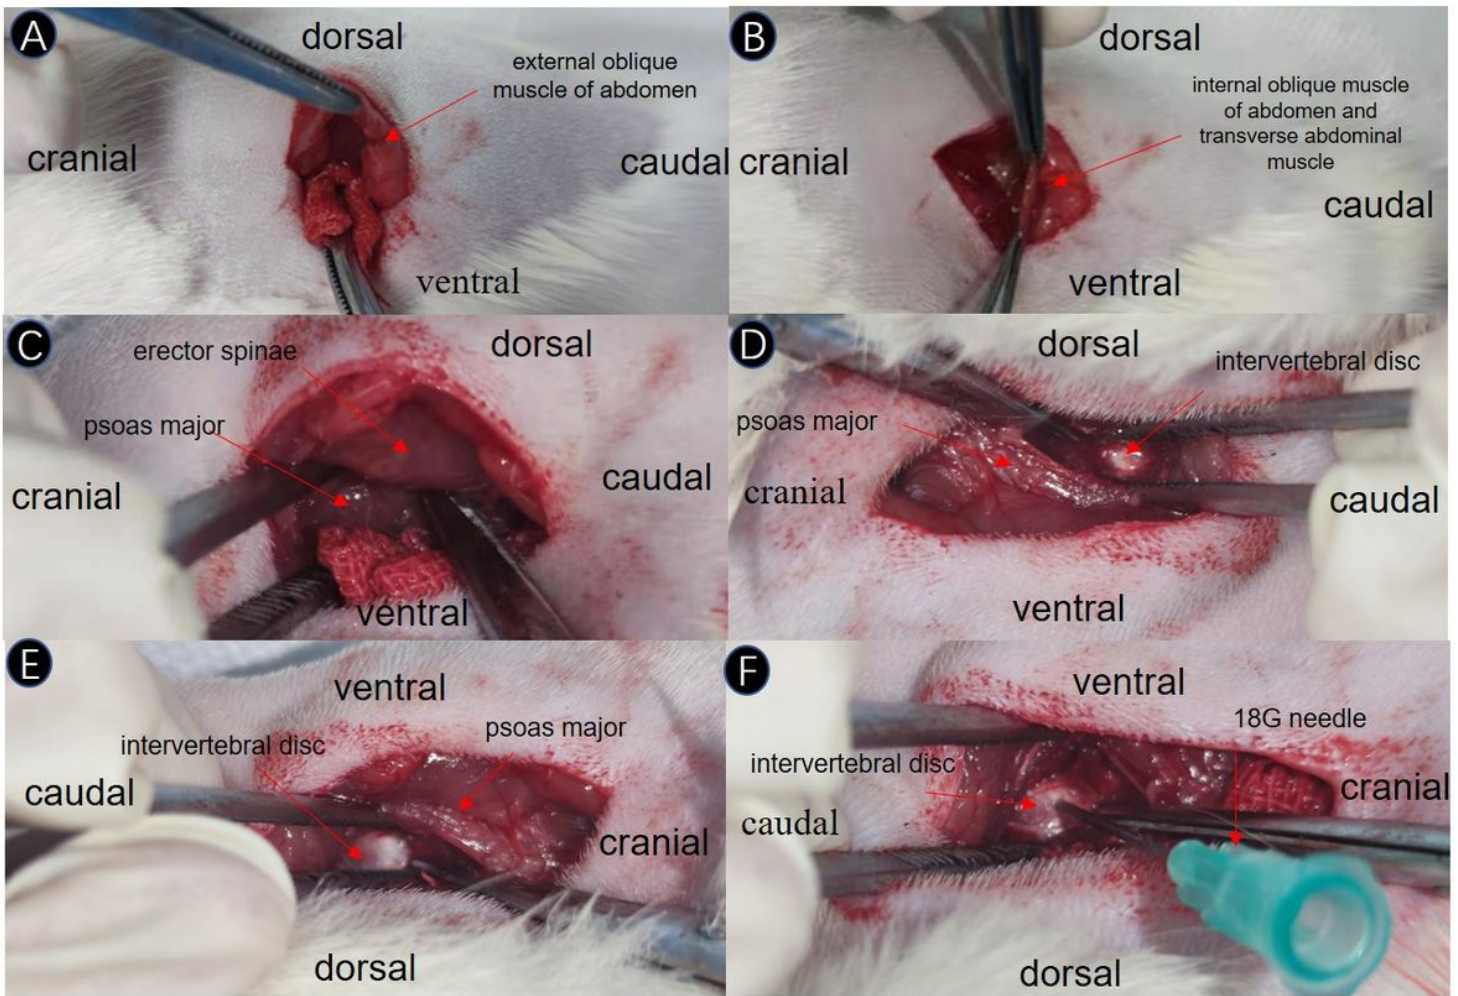 A
dorsal
external oblique
muscle of abdomen
cranial
caudal
ventral
B
dorsal
internal oblique muscle
of abdomen and
transverse abdominal
muscle
cranial
caudal
ventral
C
erector spinae
dorsal
psoas major
cranial
caudal
ventral
D
dorsal
intervertebral disc
psoas major
cranial
caudal
ventral
E
ventral
psoas major
intervertebral disc
caudal
cranial
dorsal
F
ventral
18G needle
intervertebral disc
cranial
caudal
dorsal